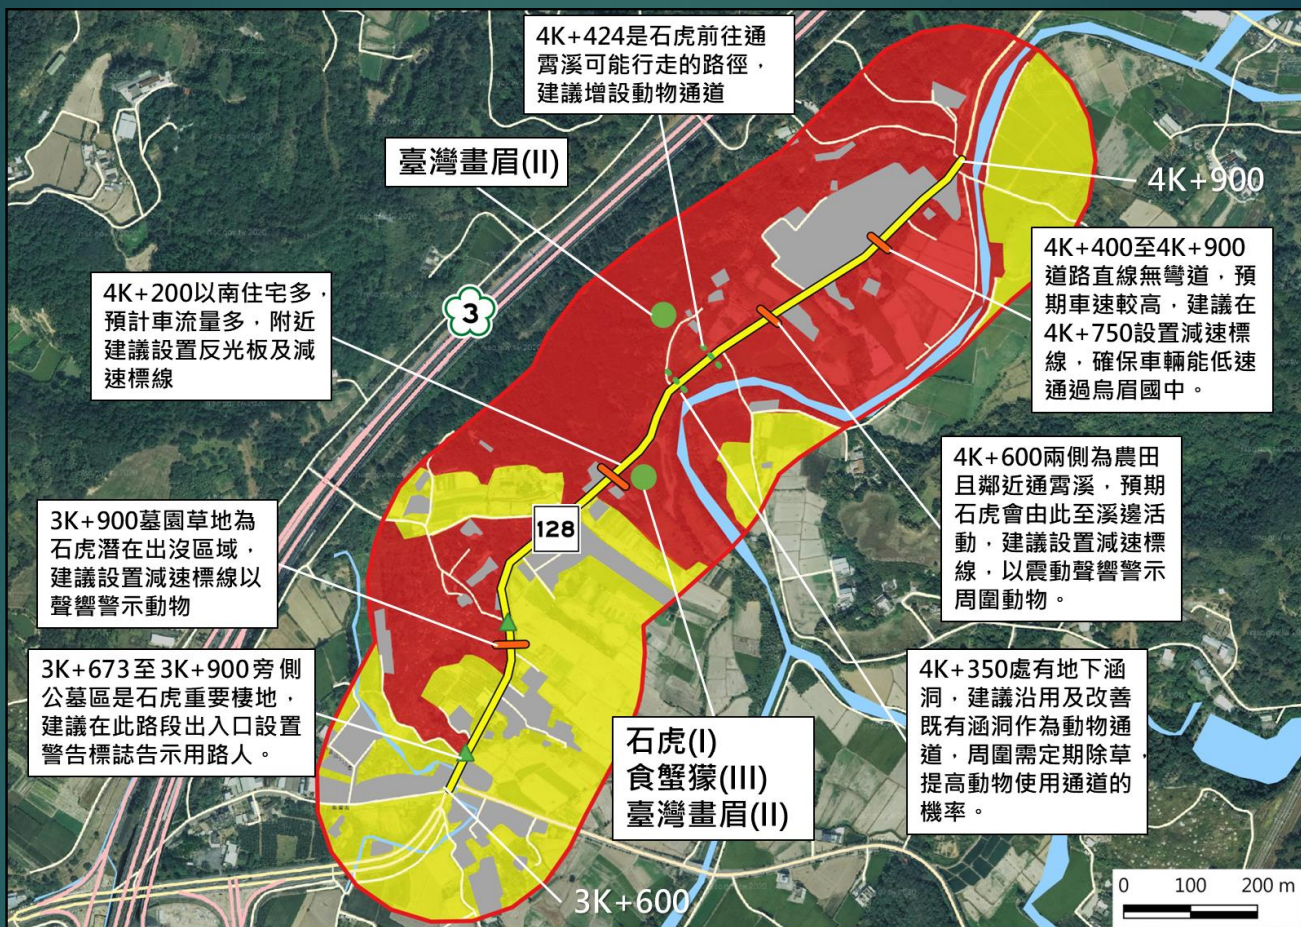 4K+424是石虎前往通
霄溪可能行走的路徑，
建議增設動物通道
臺灣畫眉(II)
4K+900
4K+200以南住宅多，
預計車流量多，附近
建議設置反光板及減
速標線
3
4K+400至4K+900
道路直線無彎道，預
期車速較高，建議在
4K+750設置減速標
線，確保車輛能低速
通過烏眉國中。
3K+900墓園草地為
石虎潛在出沒區域，
建議設置減速標線以
聲響警示動物
128
4K+600兩側為農田
且鄰近通霄溪，預期
石虎會由此至溪邊活
動，建議設置減速標
線，以震動聲響警示
周圍動物。
3K+673至3K+900旁側
公墓區是石虎重要棲地，
建議在此路段出入口設置
警告標誌告示用路人。
石虎(I)
食蟹獴(III)
臺灣畫眉(II)
4K+350處有地下涵
洞，建議沿用及改善
既有涵洞作為動物通
道，周圍需定期除草，
提高動物使用通道的
機率。
3K+600
0 100 200 m